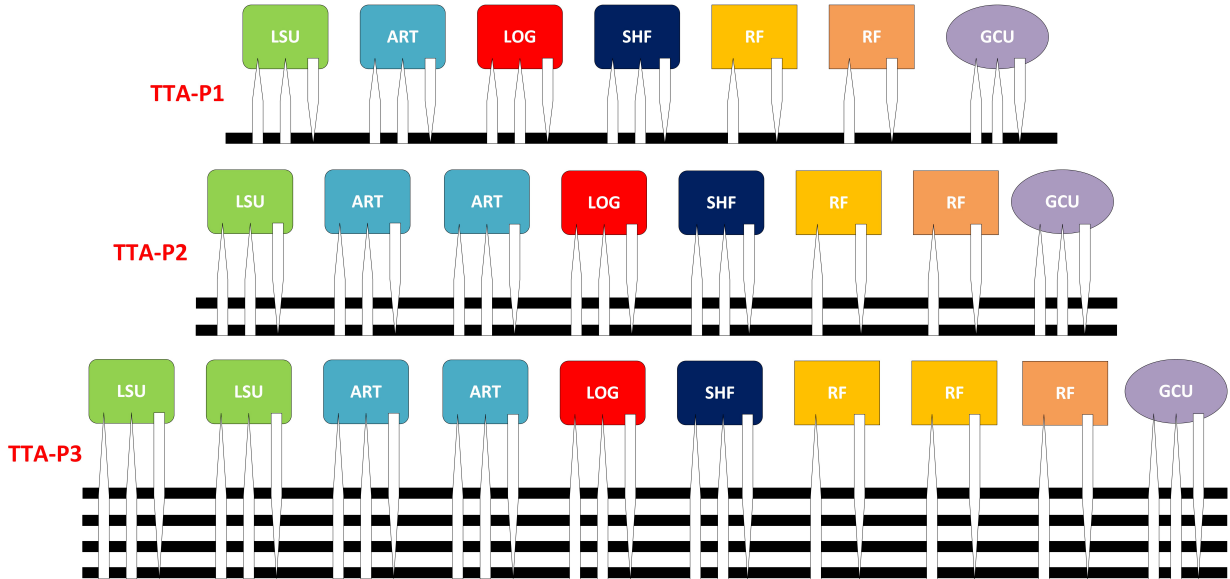 LSU ART LOG SHF RF RF GCU
TTA-P1
LSU ART ART LOG SHF RF RF GCU
TTA-P2
LSU LSU ART ART LOG SHF RF RF RF GCU
TTA-P3